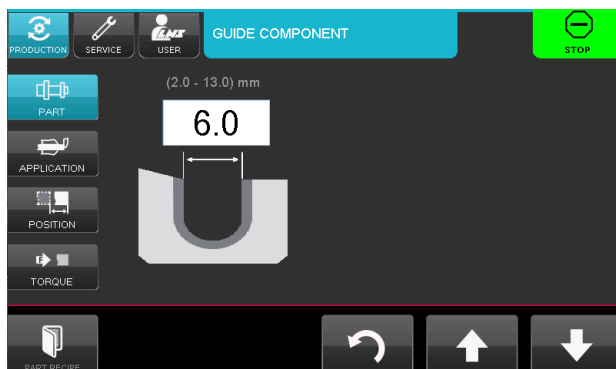 PRODUCTION
SERVICE
LNS
USER
GUIDE COMPONENT
STOP
PART
(2.0 - 13.0) mm
6.0
APPLICATION
POSITION
TORQUE
PART RECIPE